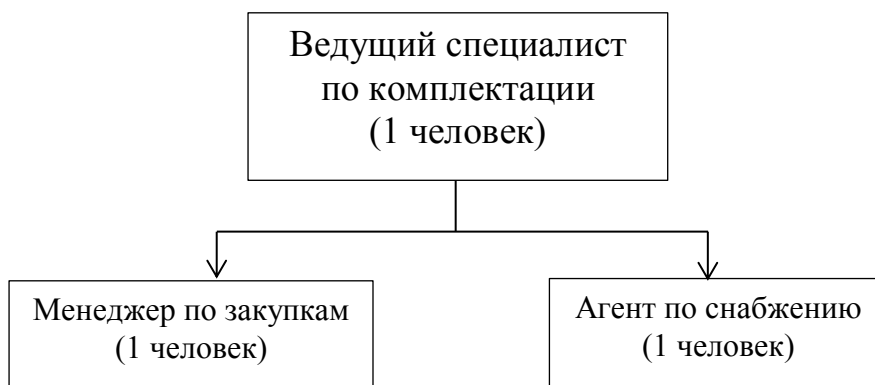 Ведущий специалист
по комплектации
(1 человек)
Менеджер по закупкам
(1 человек)
Агент по снабжению
(1 человек)